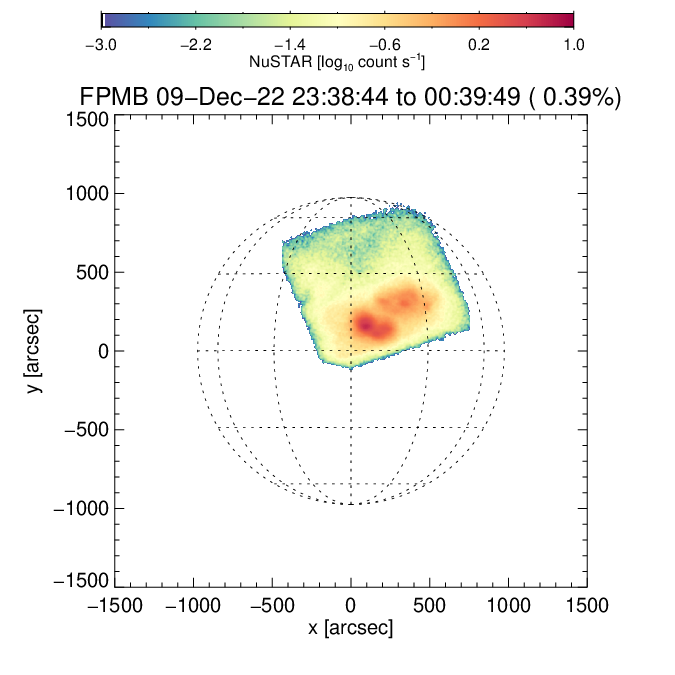 −3.0 −2.2 −1.4 −0.6 0.2 1.0
NuSTAR [log₁₀ count s⁻¹]
FPMB 09−Dec−22 23:38:44 to 00:39:49 ( 0.39%)
1500
1000
500
0
−500
−1000
−1500
y [arcsec]
−1500 −1000 −500 0 500 1000 1500
x [arcsec]